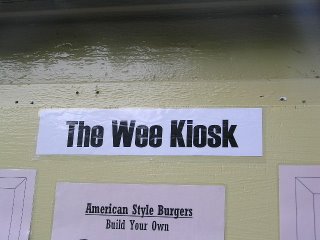 The Wee Kiosk
American Style Burgers
Build Your Own